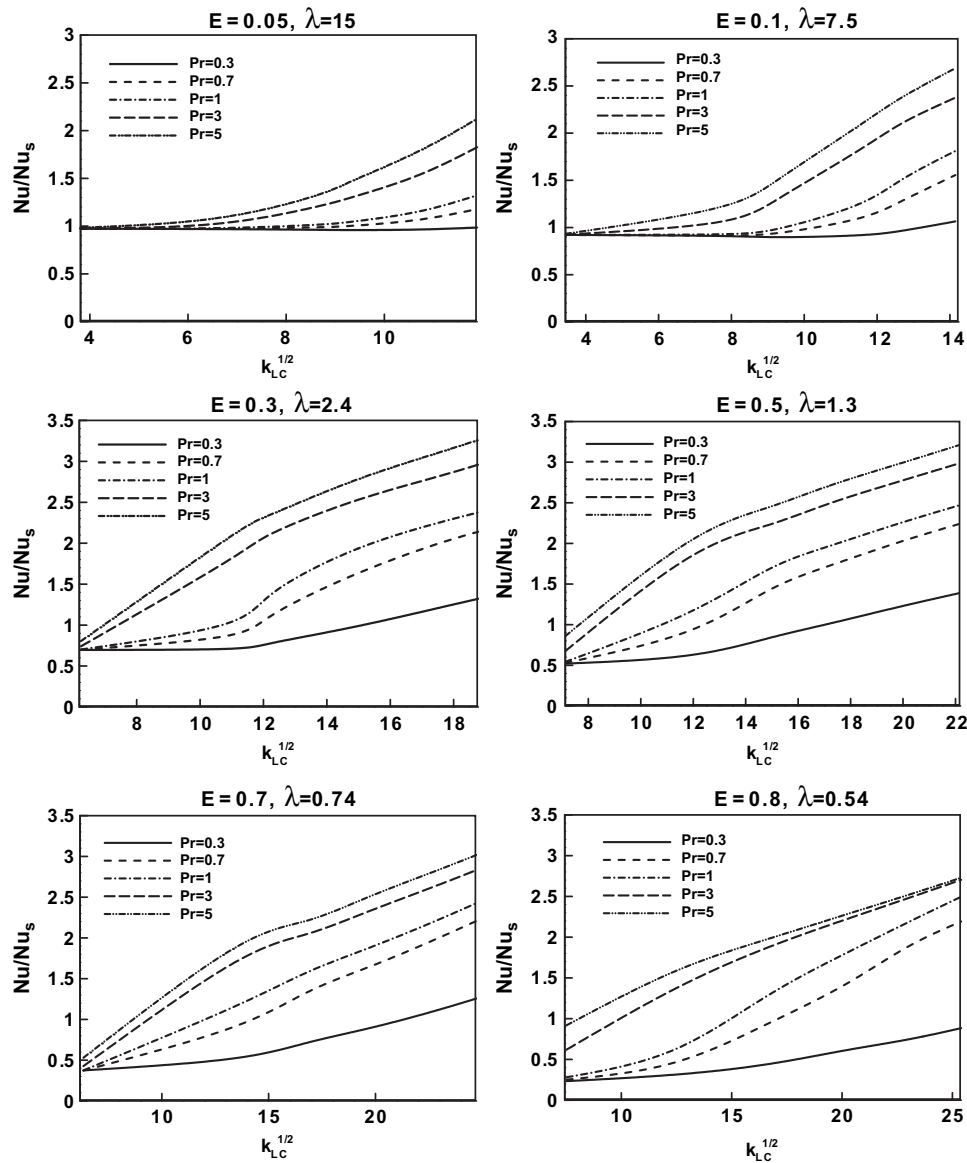 E = 0.05, λ=15
3
2.5
2
1.5
1
0.5
0
Nu/Nus
Pr=0.3
Pr=0.7
Pr=1
Pr=3
Pr=5
4 6 8 10
kLC1/2
E = 0.1, λ=7.5
3
2.5
2
1.5
1
0.5
0
Nu/Nus
Pr=0.3
Pr=0.7
Pr=1
Pr=3
Pr=5
4 6 8 10 12 14
kLC1/2
E = 0.3, λ=2.4
3.5
3
2.5
2
1.5
1
0.5
0
Nu/Nus
Pr=0.3
Pr=0.7
Pr=1
Pr=3
Pr=5
8 10 12 14 16 18
kLC1/2
E = 0.5, λ=1.3
3.5
3
2.5
2
1.5
1
0.5
0
Nu/Nus
Pr=0.3
Pr=0.7
Pr=1
Pr=3
Pr=5
8 10 12 14 16 18 20 22
kLC1/2
E = 0.7, λ=0.74
3.5
3
2.5
2
1.5
1
0.5
0
Nu/Nus
Pr=0.3
Pr=0.7
Pr=1
Pr=3
Pr=5
10 15 20
kLC1/2
E = 0.8, λ=0.54
3.5
3
2.5
2
1.5
1
0.5
0
Nu/Nus
Pr=0.3
Pr=0.7
Pr=1
Pr=3
Pr=5
10 15 20 25
kLC1/2